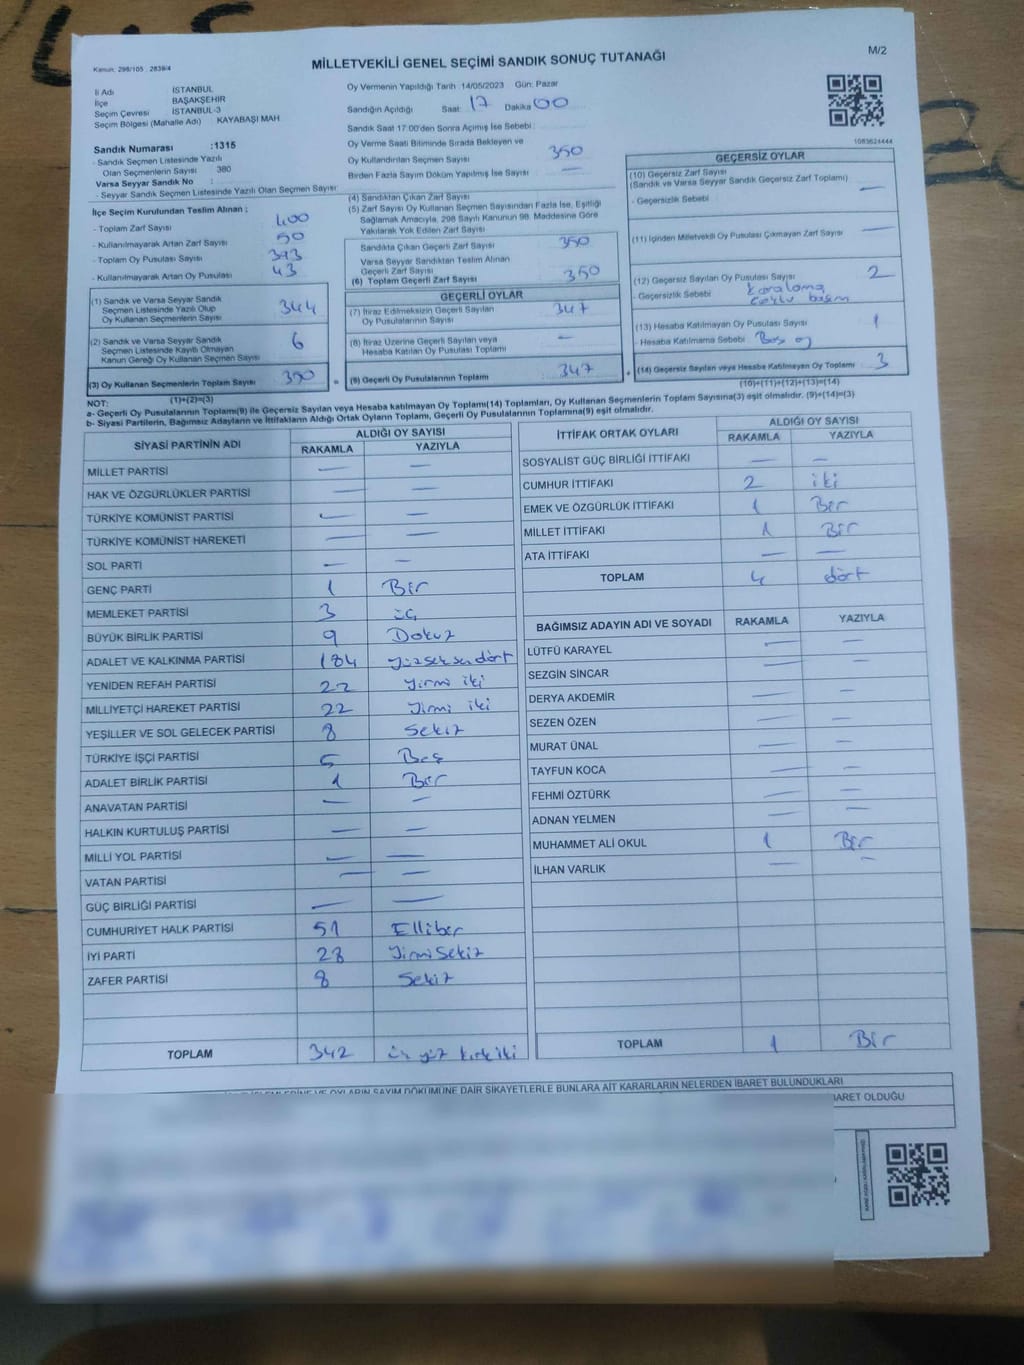 M/2
Kanun: 298/105 , 2839/4
MİLLETVEKİLİ GENEL SEÇİMİ SANDIK SONUÇ TUTANAĞI
İl Adı İSTANBUL
İlçe BAŞAKŞEHİR
Seçim Çevresi İSTANBUL-3
Seçim Bölgesi (Mahalle Adı) KAYABAŞI MAH
Sandık Numarası :1315
- Sandık Seçmen Listesinde Yazılı
Olan Seçmenlerin Sayısı 380
Varsa Seyyar Sandık No :
- Seyyar Sandık Seçmen Listesinde Yazılı Olan Seçmen Sayısı
Oy Vermenin Yapıldığı Tarih :14/05/2023 Gün: Pazar
Sandığın Açıldığı Saat: 17 Dakika 00
Sandık Saat 17:00'den Sonra Açılmış İse Sebebi :
Oy Verme Saati Bitiminde Sırada Bekleyen ve
Oy Kullandırılan Seçmen Sayısı 350
Birden Fazla Sayım Döküm Yapılmış İse Sayısı —
1083624444
İlçe Seçim Kurulundan Teslim Alınan :
- Toplam Zarf Sayısı 400
- Kullanılmayarak Artan Zarf Sayısı 50
- Toplam Oy Pusulası Sayısı 393
- Kullanılmayarak Artan Oy Pusulası 43
(1) Sandık ve Varsa Seyyar Sandık
Seçmen Listesinde Yazılı Olup
Oy Kullanan Seçmenlerin Sayısı 344
(2) Sandık ve Varsa Seyyar Sandık
Seçmen Listesinde Kayıtlı Olmayan
Kanun Gereği Oy Kullanan Seçmen Sayısı 6
(3) Oy Kullanan Seçmenlerin Toplam Sayısı 350
(1)+(2)=(3)
(4) Sandıktan Çıkan Zarf Sayısı
(5) Zarf Sayısı Oy Kullanan Seçmen Sayısından Fazla İse, Eşitliği
Sağlamak Amacıyla, 298 Sayılı Kanunun 98. Maddesine Göre
Yakılarak Yok Edilen Zarf Sayısı
Sandıkta Çıkan Geçerli Zarf Sayısı 350
Varsa Seyyar Sandıktan Teslim Alınan
Geçerli Zarf Sayısı
(6) Toplam Geçerli Zarf Sayısı 350
GEÇERLİ OYLAR
(7) İtiraz Edilmeksizin Geçerli Sayılan
Oy Pusulalarının Sayısı 347
(8) İtiraz Üzerine Geçerli Sayılan veya
Hesaba Katılan Oy Pusulası Toplamı —
= (9) Geçerli Oy Pusulalarının Toplamı 347
GEÇERSİZ OYLAR
(10) Geçersiz Zarf Sayısı
(Sandık ve Varsa Seyyar Sandık Geçersiz Zarf Toplamı) —
- Geçersizlik Sebebi
(11) İçinden Milletvekili Oy Pusulası Çıkmayan Zarf Sayısı —
(12) Geçersiz Sayılan Oy Pusulası Sayısı 2
- Geçersizlik Sebebi Karalama,
basım
(13) Hesaba Katılmayan Oy Pusulası Sayısı 1
- Hesaba Katılmama Sebebi Boş oy
+ (14) Geçersiz Sayılan veya Hesaba Katılmayan Oy Toplamı 3
(10)+(11)+(12)+(13)=(14)
NOT:
a- Geçerli Oy Pusulalarının Toplamı(9) ile Geçersiz Sayılan veya Hesaba katılmayan Oy Toplamı(14) Toplamları, Oy Kullanan Seçmenlerin Toplam Sayısına(3) eşit olmalıdır. (9)+(14)=(3)
b- Siyasi Partilerin, Bağımsız Adayların ve İttifakların Aldığı Ortak Oyların Toplamı, Geçerli Oy Pusulalarının Toplamına(9) eşit olmalıdır.
SİYASİ PARTİNİN ADI ALDIĞI OY SAYISI
RAKAMLA YAZIYLA
MİLLET PARTİSİ — —
HAK VE ÖZGÜRLÜKLER PARTİSİ — —
TÜRKİYE KOMÜNİST PARTİSİ — —
TÜRKİYE KOMÜNİST HAREKETİ — —
SOL PARTİ — —
GENÇ PARTİ 1 Bir
MEMLEKET PARTİSİ 3 üç
BÜYÜK BİRLİK PARTİSİ 9 Dokuz
ADALET VE KALKINMA PARTİSİ 184 yüzseksendört
YENİDEN REFAH PARTİSİ 22 yirmi iki
MİLLİYETÇİ HAREKET PARTİSİ 22 Yirmi iki
YEŞİLLER VE SOL GELECEK PARTİSİ 8 Sekiz
TÜRKİYE İŞÇİ PARTİSİ 5 Beş
ADALET BİRLİK PARTİSİ 1 Bir
ANAVATAN PARTİSİ — —
HALKIN KURTULUŞ PARTİSİ — —
MİLLİ YOL PARTİSİ — —
VATAN PARTİSİ — —
GÜÇ BİRLİĞİ PARTİSİ — —
CUMHURİYET HALK PARTİSİ 51 Ellibir
İYİ PARTİ 28 YirmiSekiz
ZAFER PARTİSİ 8 Sekiz
TOPLAM 342 üç yüz kırk iki
İTTİFAK ORTAK OYLARI ALDIĞI OY SAYISI
RAKAMLA YAZIYLA
SOSYALİST GÜÇ BİRLİĞİ İTTİFAKI — —
CUMHUR İTTİFAKI 2 iki
EMEK VE ÖZGÜRLÜK İTTİFAKI 1 Bir
MİLLET İTTİFAKI 1 Bir
ATA İTTİFAKI — —
TOPLAM 4 dört
BAĞIMSIZ ADAYIN ADI VE SOYADI RAKAMLA YAZIYLA
LÜTFÜ KARAYEL — —
SEZGİN SİNCAR — —
DERYA AKDEMİR — —
SEZEN ÖZEN — —
MURAT ÜNAL — —
TAYFUN KOCA — —
FEHMİ ÖZTÜRK — —
ADNAN YELMEN — —
MUHAMMET ALİ OKUL 1 Bir
İLHAN VARLIK — —
TOPLAM 1 Bir
İŞLEMLERİNE VE OYLARIN SAYIM DÖKÜMÜNE DAİR ŞİKAYETLERLE BUNLARA AİT KARARLARIN NELERDEN İBARET BULUNDUKLARI
İBARET OLDUĞU